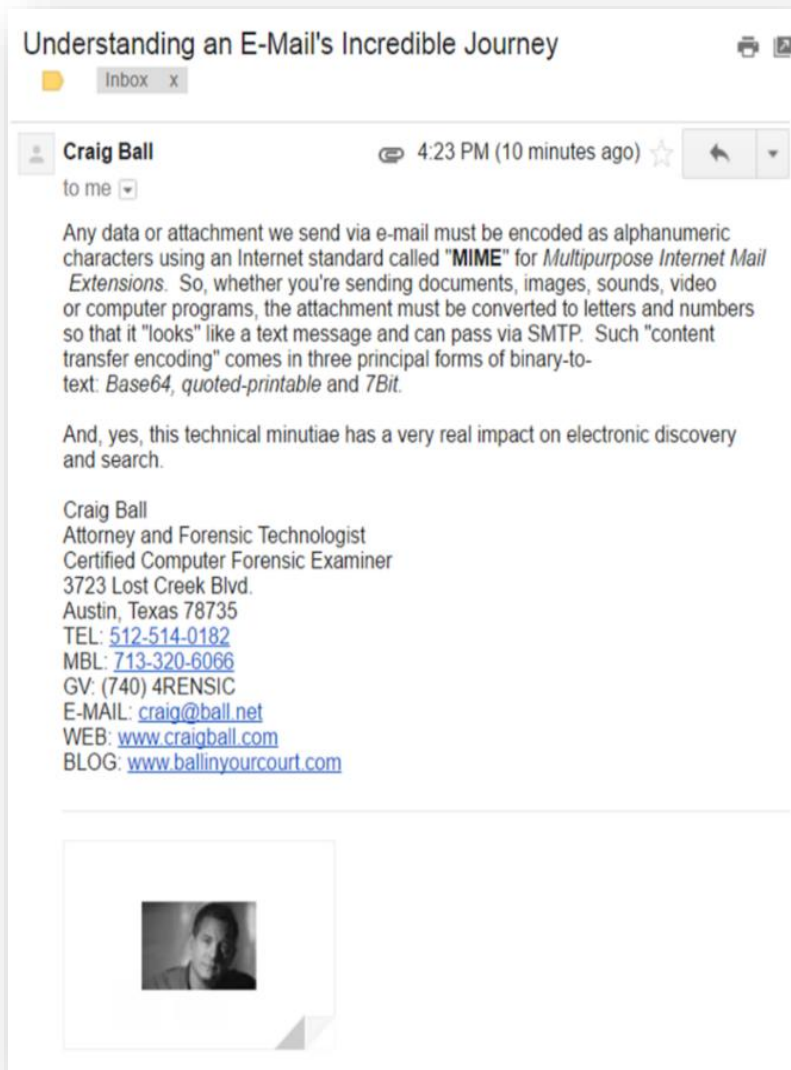 Understanding an E-Mail's Incredible Journey
Inbox x
Craig Ball
4:23 PM (10 minutes ago)
to me
Any data or attachment we send via e-mail must be encoded as alphanumeric
characters using an Internet standard called "MIME" for Multipurpose Internet Mail
Extensions. So, whether you're sending documents, images, sounds, video
or computer programs, the attachment must be converted to letters and numbers
so that it "looks" like a text message and can pass via SMTP. Such "content
transfer encoding" comes in three principal forms of binary-to-
text: Base64, quoted-printable and 7Bit.
And, yes, this technical minutiae has a very real impact on electronic discovery
and search.
Craig Ball
Attorney and Forensic Technologist
Certified Computer Forensic Examiner
3723 Lost Creek Blvd.
Austin, Texas 78735
TEL: 512-514-0182
MBL: 713-320-6066
GV: (740) 4RENSIC
E-MAIL: craig@ball.net
WEB: www.craigball.com
BLOG: www.ballinyourcourt.com